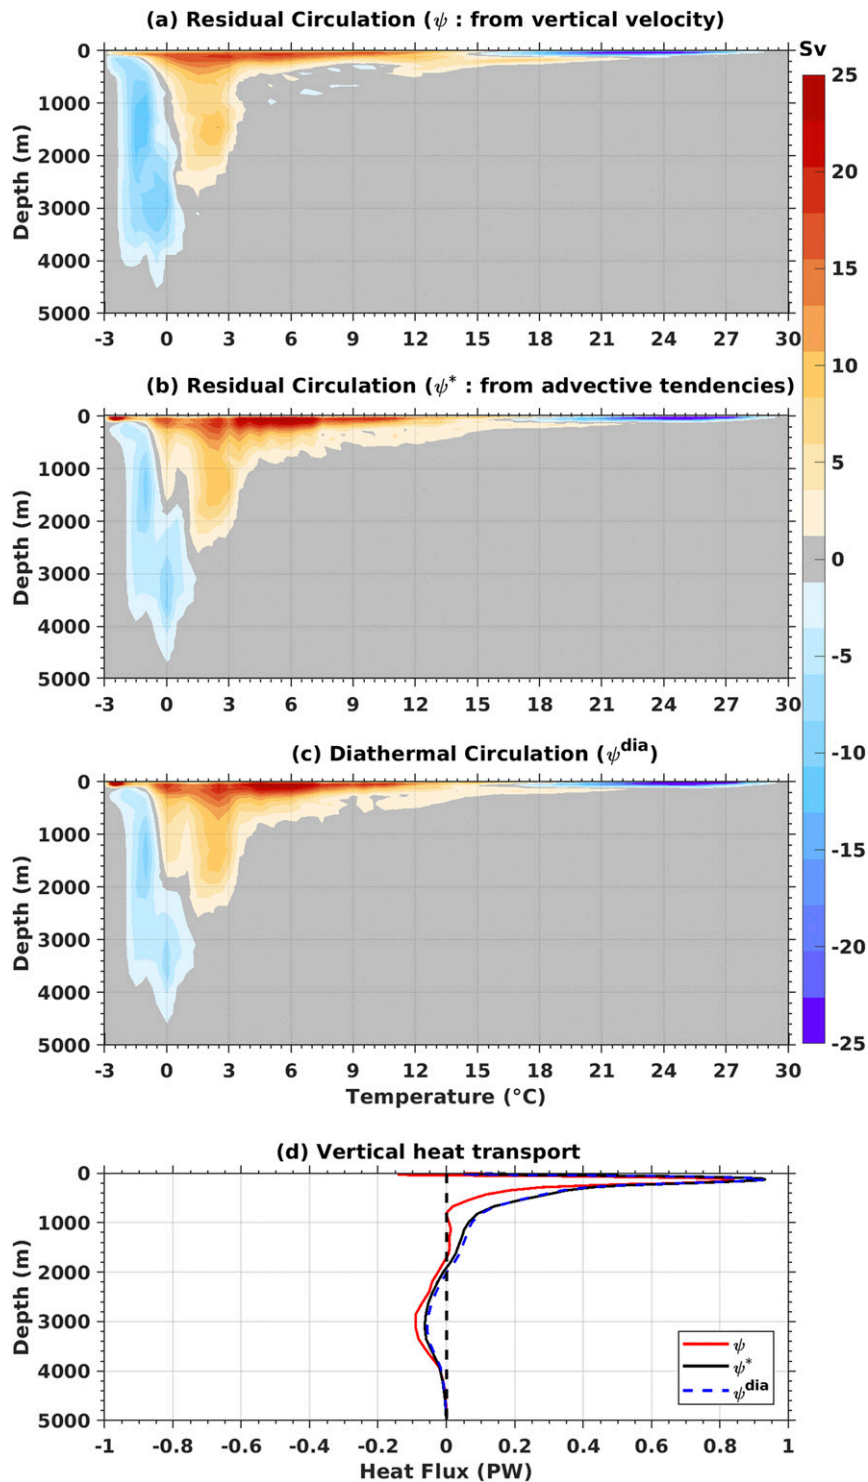 (a) Residual Circulation (ψ : from vertical velocity)
Sv
0
1000
2000
3000
4000
5000
Depth (m)
-3 0 3 6 9 12 15 18 21 24 27 30
(b) Residual Circulation (ψ* : from advective tendencies)
0
1000
2000
3000
4000
5000
Depth (m)
-3 0 3 6 9 12 15 18 21 24 27 30
(c) Diathermal Circulation (ψdia)
0
1000
2000
3000
4000
5000
Depth (m)
-3 0 3 6 9 12 15 18 21 24 27 30
Temperature (°C)
25
20
15
10
5
0
-5
-10
-15
-20
-25
(d) Vertical heat transport
0
1000
2000
3000
4000
5000
Depth (m)
ψ
ψ*
ψdia
-1 -0.8 -0.6 -0.4 -0.2 0 0.2 0.4 0.6 0.8 1
Heat Flux (PW)